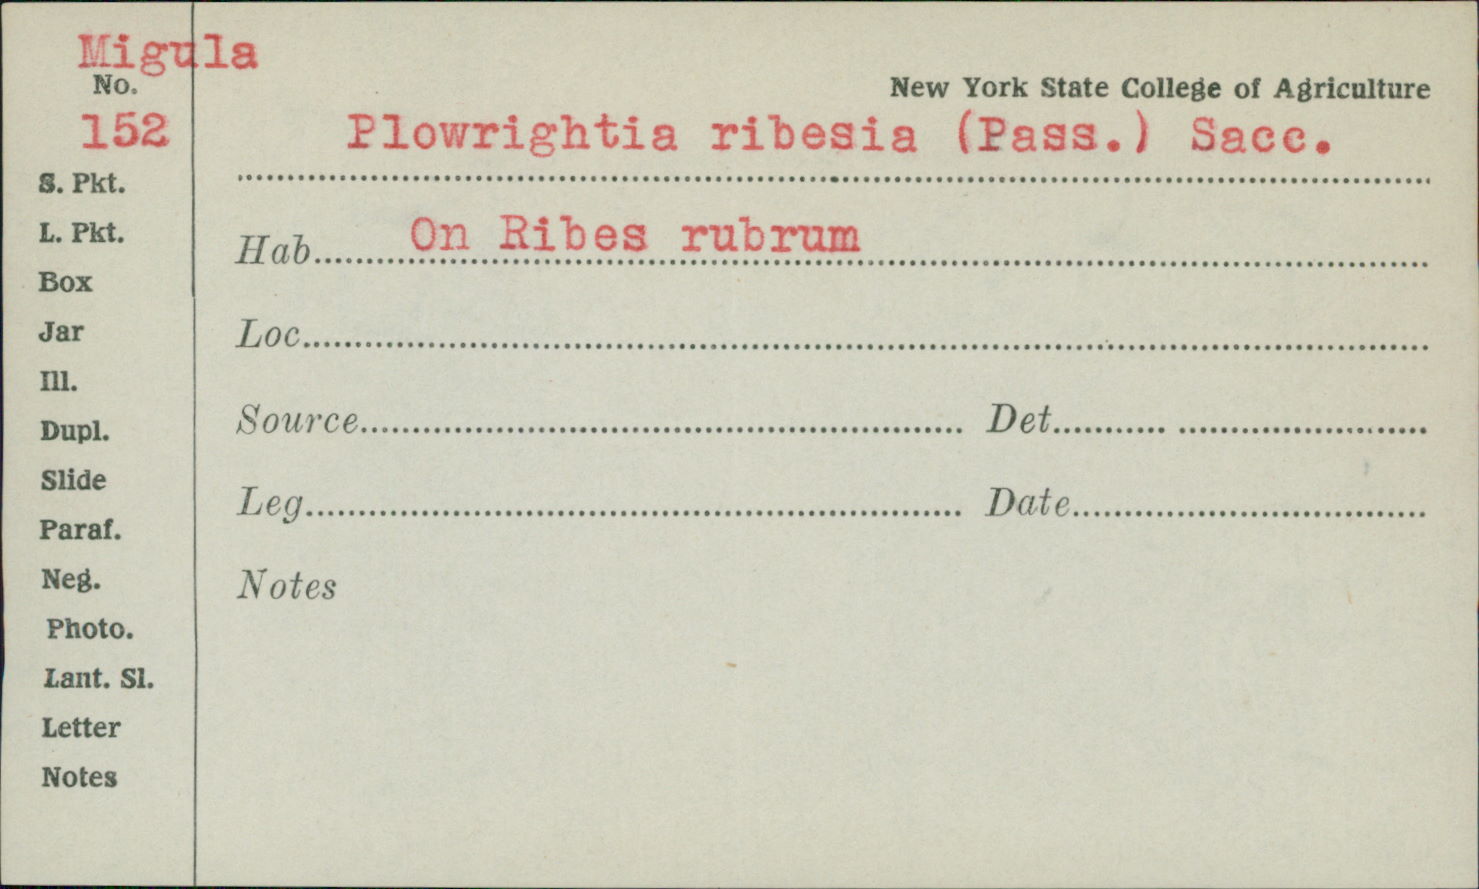 Migula
No.
152
New York State College of Agriculture
Plowrightia ribesia (Pass.) Sacc.
S. Pkt.
L. Pkt.
Box
Jar
Ill.
Dupl.
Slide
Paraf.
Neg.
Photo.
Lant. Sl.
Letter
Notes
Hab. On Ribes rubrum
Loc.
Source
Det.
Leg.
Date
Notes